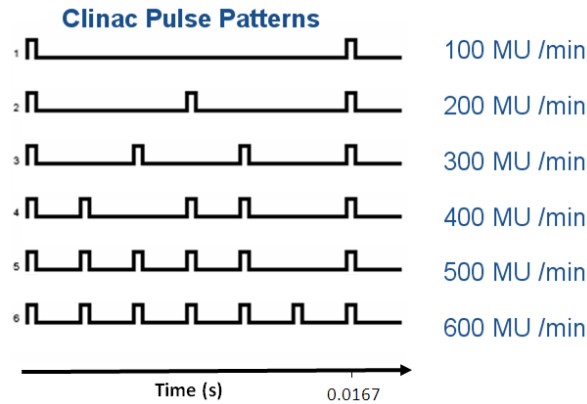 Clinac Pulse Patterns
1 100 MU /min
2 200 MU /min
3 300 MU /min
4 400 MU /min
5 500 MU /min
6 600 MU /min
Time (s) 0.0167